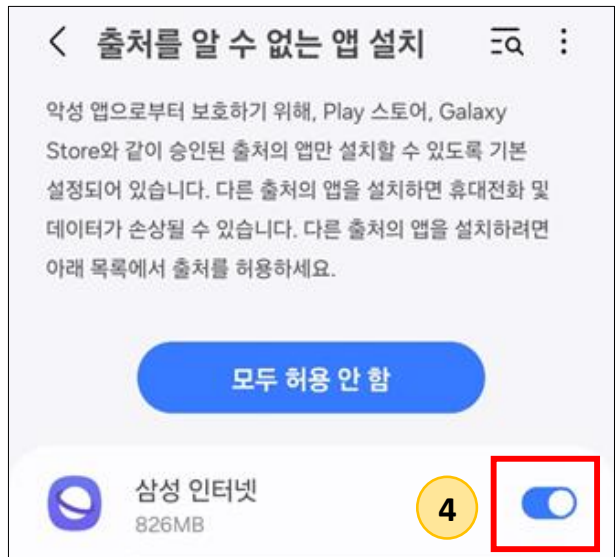 출처를 알 수 없는 앱 설치
악성 앱으로부터 보호하기 위해, Play 스토어, Galaxy
Store와 같이 승인된 출처의 앱만 설치할 수 있도록 기본
설정되어 있습니다. 다른 출처의 앱을 설치하면 휴대전화 및
데이터가 손상될 수 있습니다. 다른 출처의 앱을 설치하려면
아래 목록에서 출처를 허용하세요.
모두 허용 안 함
삼성 인터넷
826MB
4